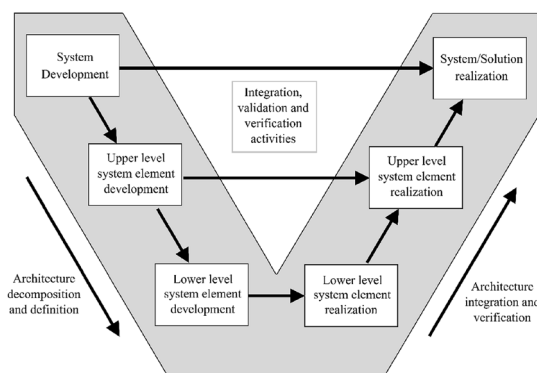 System
Development
System/Solution
realization
Integration,
validation and
verification
activities
Upper level
system element
development
Upper level
system element
realization
Lower level
system element
development
Lower level
system element
realization
Architecture
decomposition
and definition
Architecture
integration and
verification